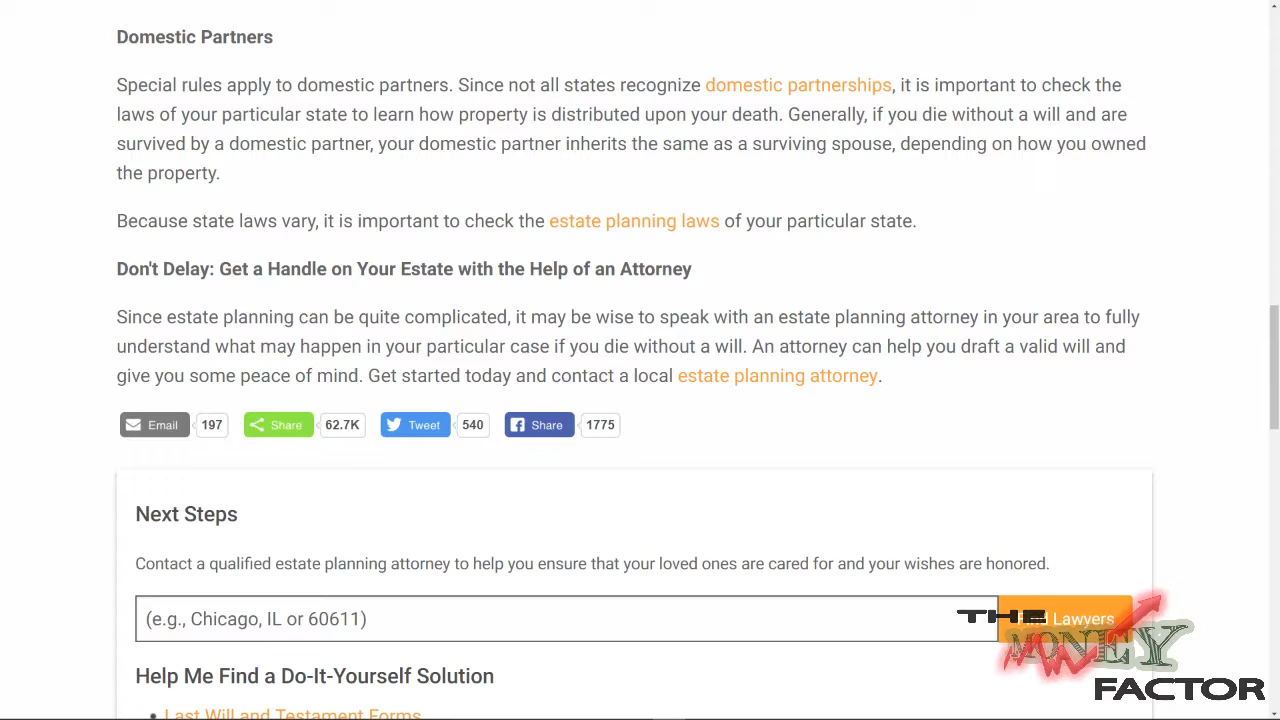 Domestic Partners
Special rules apply to domestic partners. Since not all states recognize domestic partnerships, it is important to check the
laws of your particular state to learn how property is distributed upon your death. Generally, if you die without a will and are
survived by a domestic partner, your domestic partner inherits the same as a surviving spouse, depending on how you owned
the property.
Because state laws vary, it is important to check the estate planning laws of your particular state.
Don't Delay: Get a Handle on Your Estate with the Help of an Attorney
Since estate planning can be quite complicated, it may be wise to speak with an estate planning attorney in your area to fully
understand what may happen in your particular case if you die without a will. An attorney can help you draft a valid will and
give you some peace of mind. Get started today and contact a local estate planning attorney.
Email 197 Share 62.7K Tweet 540 Share 1775
Next Steps
Contact a qualified estate planning attorney to help you ensure that your loved ones are cared for and your wishes are honored.
(e.g., Chicago, IL or 60611)
Find Lawyers
THE
MONEY
FACTOR
Help Me Find a Do-It-Yourself Solution
• Last Will and Testament Forms